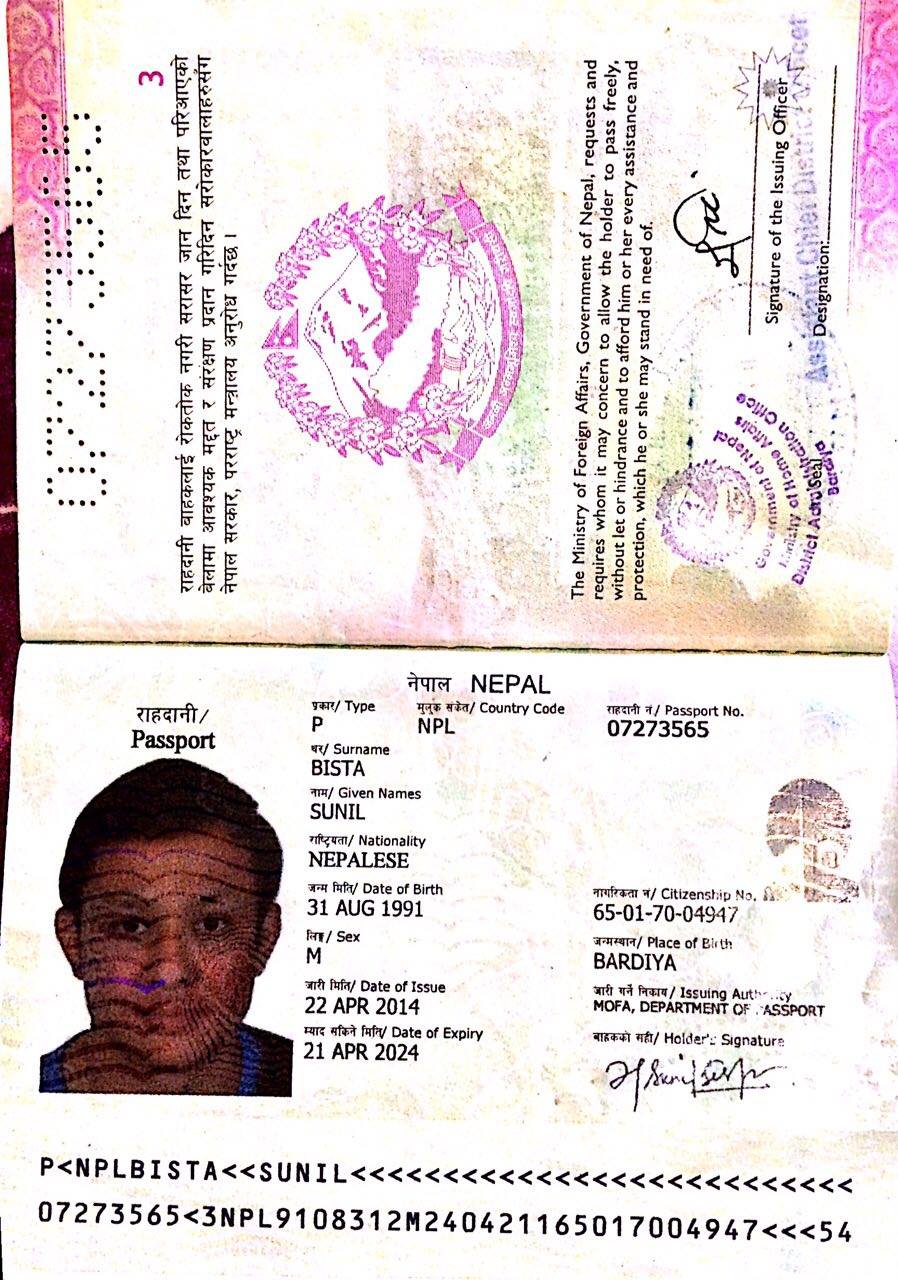 07273565
3
राहदानी वाहकलाई रोकतोक नगरी सरासर जान दिन तथा परिआएको
बेलामा आवश्यक मद्दत र संरक्षण प्रदान गरिदिन सरोकारवालाहरुसंग
नेपाल सरकार, परराष्ट्र मन्त्रालय अनुरोध गर्दछ ।
The Ministry of Foreign Affairs, Government of Nepal, requests and
requires whom it may concern to allow the holder to pass freely,
without let or hindrance and to afford him or her every assistance and
protection, which he or she may stand in need of.
Signature of the Issuing Officer
Designation:
Assistant Chief District Officer
Seal
Government of Nepal
Ministry of Home Affairs
District Administration Office
Bardiya
नेपाल NEPAL
राहदानी/
Passport
प्रकार/ Type मुलुक संकेत/ Country Code राहदानी नं/ Passport No.
P NPL 07273565
थर/ Surname
BISTA
नाम/ Given Names
SUNIL
राष्ट्रियता/ Nationality
NEPALESE
जन्म मिति/ Date of Birth नागरिकता नं/ Citizenship No.
31 AUG 1991 65-01-70-04947
लिङ्ग/ Sex जन्मस्थान/ Place of Birth
M BARDIYA
जारी मिति/ Date of Issue जारी गर्ने निकाय/ Issuing Authority
22 APR 2014 MOFA, DEPARTMENT OF PASSPORT
म्याद सकिने मिति/ Date of Expiry बाहकको सही/ Holder's Signature
21 APR 2024
P<NPLBISTA<<SUNIL<<<<<<<<<<<<<<<<<<<<<<<<<<<
07273565<3NPL9108312M240421165017004947<<<54